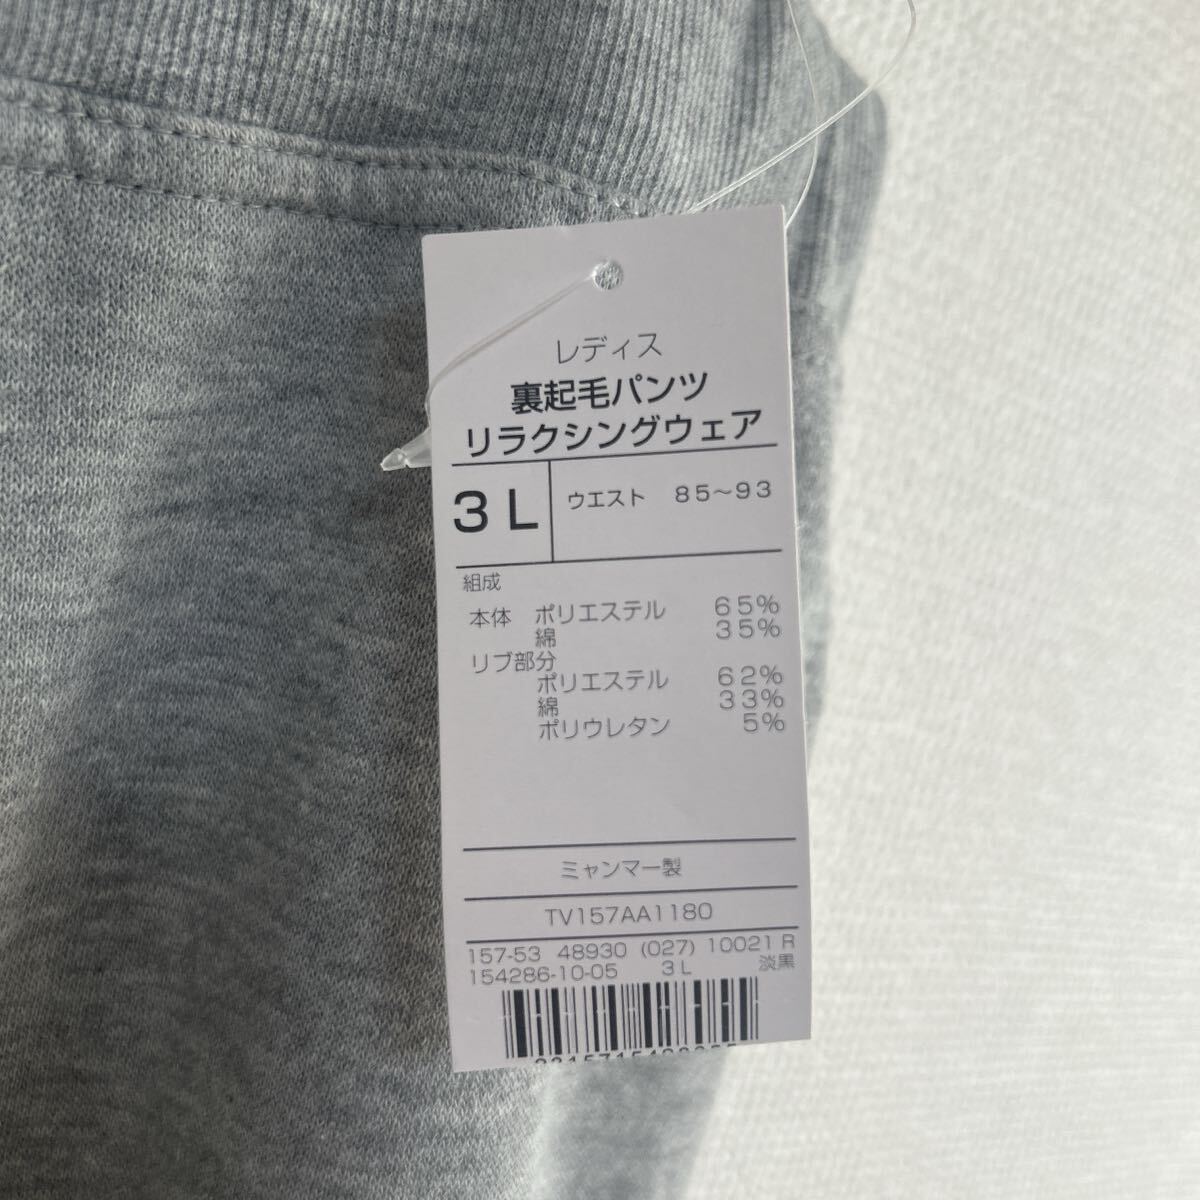 レディス
裏起毛パンツ
リラクシングウェア
3L ウエスト 85～93
組成
本体 ポリエステル 65%
綿 35%
リブ部分
ポリエステル 62%
綿 33%
ポリウレタン 5%
ミャンマー製
TV157AA1180
157-53 48930 (027) 10021 R
154286-10-05 3L 淡黒